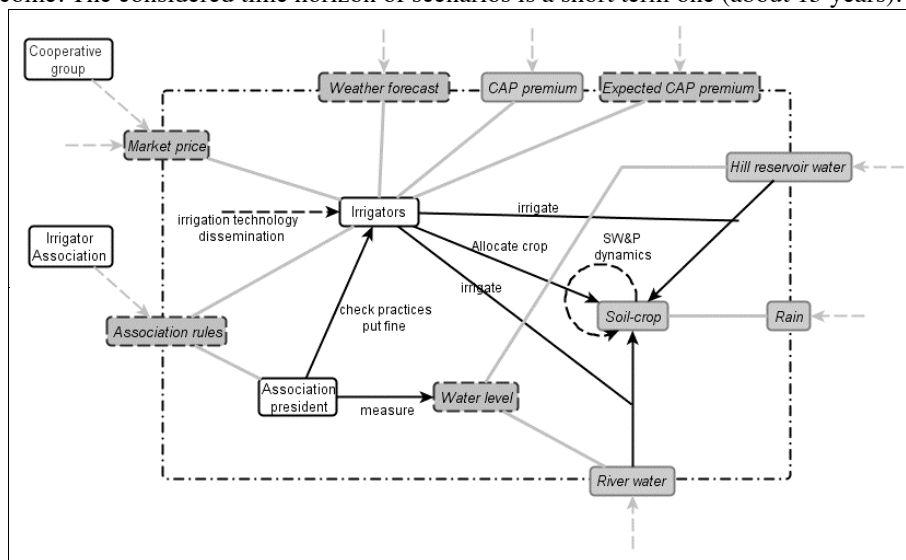 come. The considered time horizon of scenarios is a short term one (about 15 years).
Cooperative
group
Weather forecast
CAP premium
Expected CAP premium
Market price
Hill reservoir water
irrigation technology
dissemination
Irrigators
irrigate
Irrigator
Association
Allocate crop
SW&P
dynamics
irrigate
check practices
put fine
Soil-crop
Rain
Association rules
Association
president
measure
Water level
River water